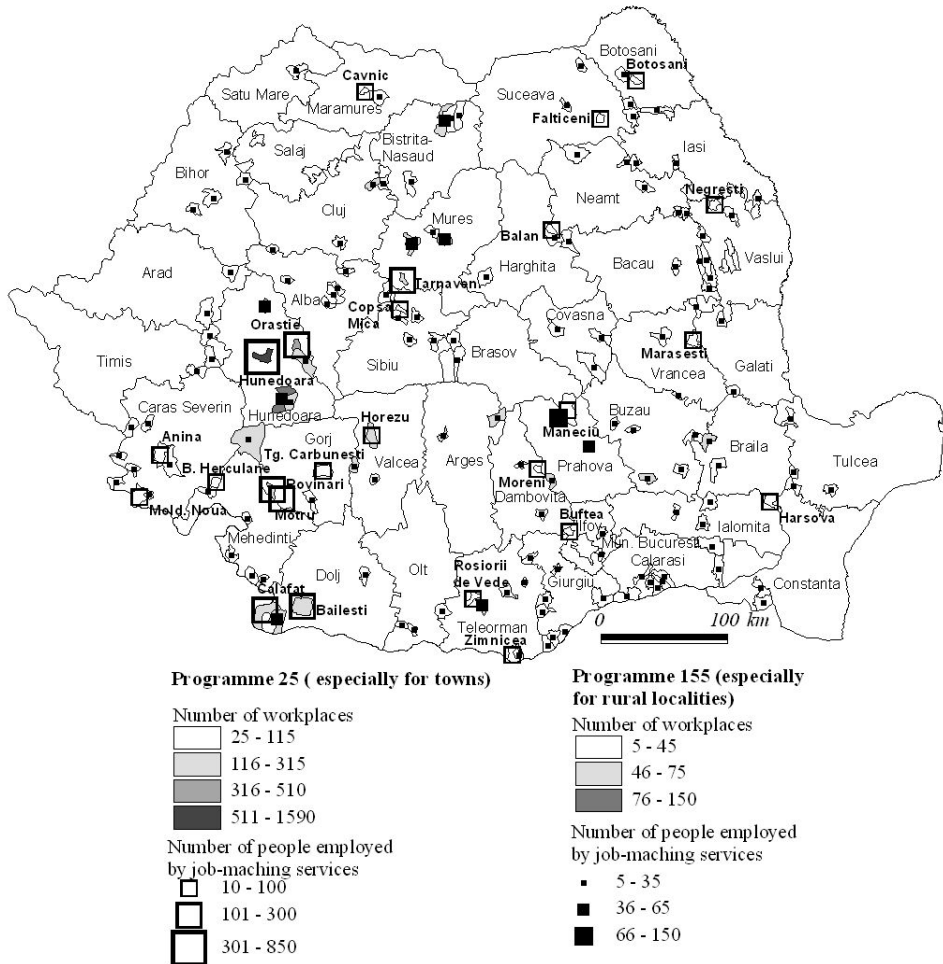 Botosani
Botosani
Satu Mare
Cavnic
Maramures
Suceava
Falticeni
Bistrita-
Nasaud
Salaj
Iasi
Bihor
Cluj
Neamt
Negresti
Mures
Balan
Harghita
Bacau
Vaslui
Arad
Alba
Tarnaveni
Copsa
Mica
Covasna
Orastie
Timis
Sibiu
Brasov
Marasesti
Vrancea
Galati
Hunedoara
Hunedoara
Caras Severin
Horezu
Maneciu
Buzau
Braila
Tulcea
Anina
Gorj
Tg. Carbunesti
Valcea
Arges
Prahova
B. Herculane
Rovinari
Moreni
Dambovita
Mold. Noua
Motru
Buftea
Ilfov
Ialomita
Harsova
Mehedinti
Mun. Bucuresti
Calarasi
Dolj
Olt
Rosiorii
de Vede
Giurgiu
Constanta
Calafat
Bailesti
Teleorman
Zimnicea
0 100 km
Programme 25 ( especially for towns)
Number of workplaces
25 - 115
116 - 315
316 - 510
511 - 1590
Number of people employed
by job-maching services
10 - 100
101 - 300
301 - 850
Programme 155 (especially
for rural localities)
Number of workplaces
5 - 45
46 - 75
76 - 150
Number of people employed
by job-maching services
5 - 35
36 - 65
66 - 150